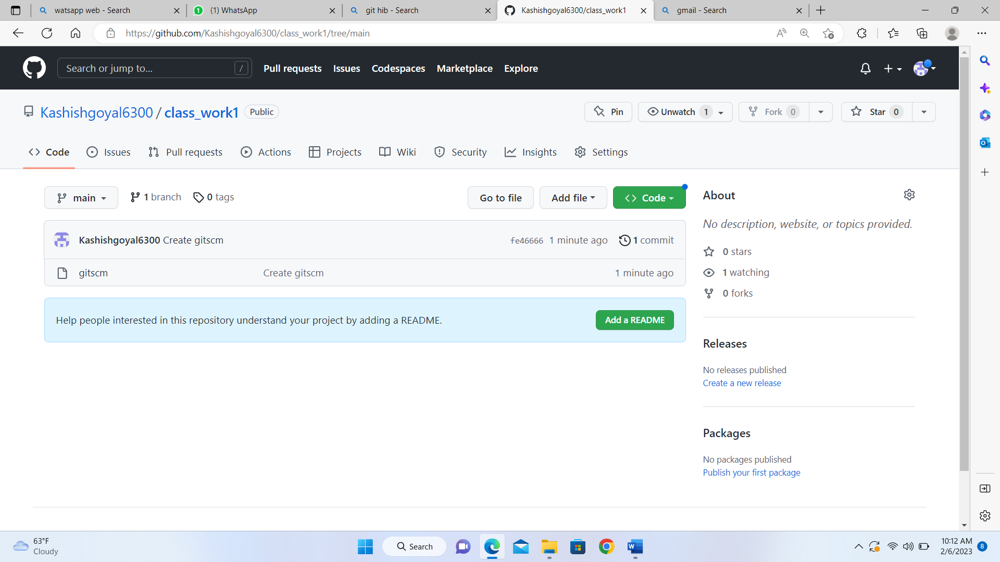 watsapp web - Search
(1) WhatsApp
git hib - Search
Kashishgoyal6300/class_work1
gmail - Search
https://github.com/Kashishgoyal6300/class_work1/tree/main
Search or jump to...
/
Pull requests
Issues
Codespaces
Marketplace
Explore
Kashishgoyal6300 / class_work1 Public
Pin
Unwatch 1
Fork 0
Star 0
Code
Issues
Pull requests
Actions
Projects
Wiki
Security
Insights
Settings
main
1 branch
0 tags
Go to file
Add file
Code
Kashishgoyal6300 Create gitscm
fe46666 1 minute ago
1 commit
gitscm
Create gitscm
1 minute ago
Help people interested in this repository understand your project by adding a README.
Add a README
About
No description, website, or topics provided.
0 stars
1 watching
0 forks
Releases
No releases published
Create a new release
Packages
No packages published
Publish your first package
63°F
Cloudy
Search
10:12 AM
2/6/2023
8